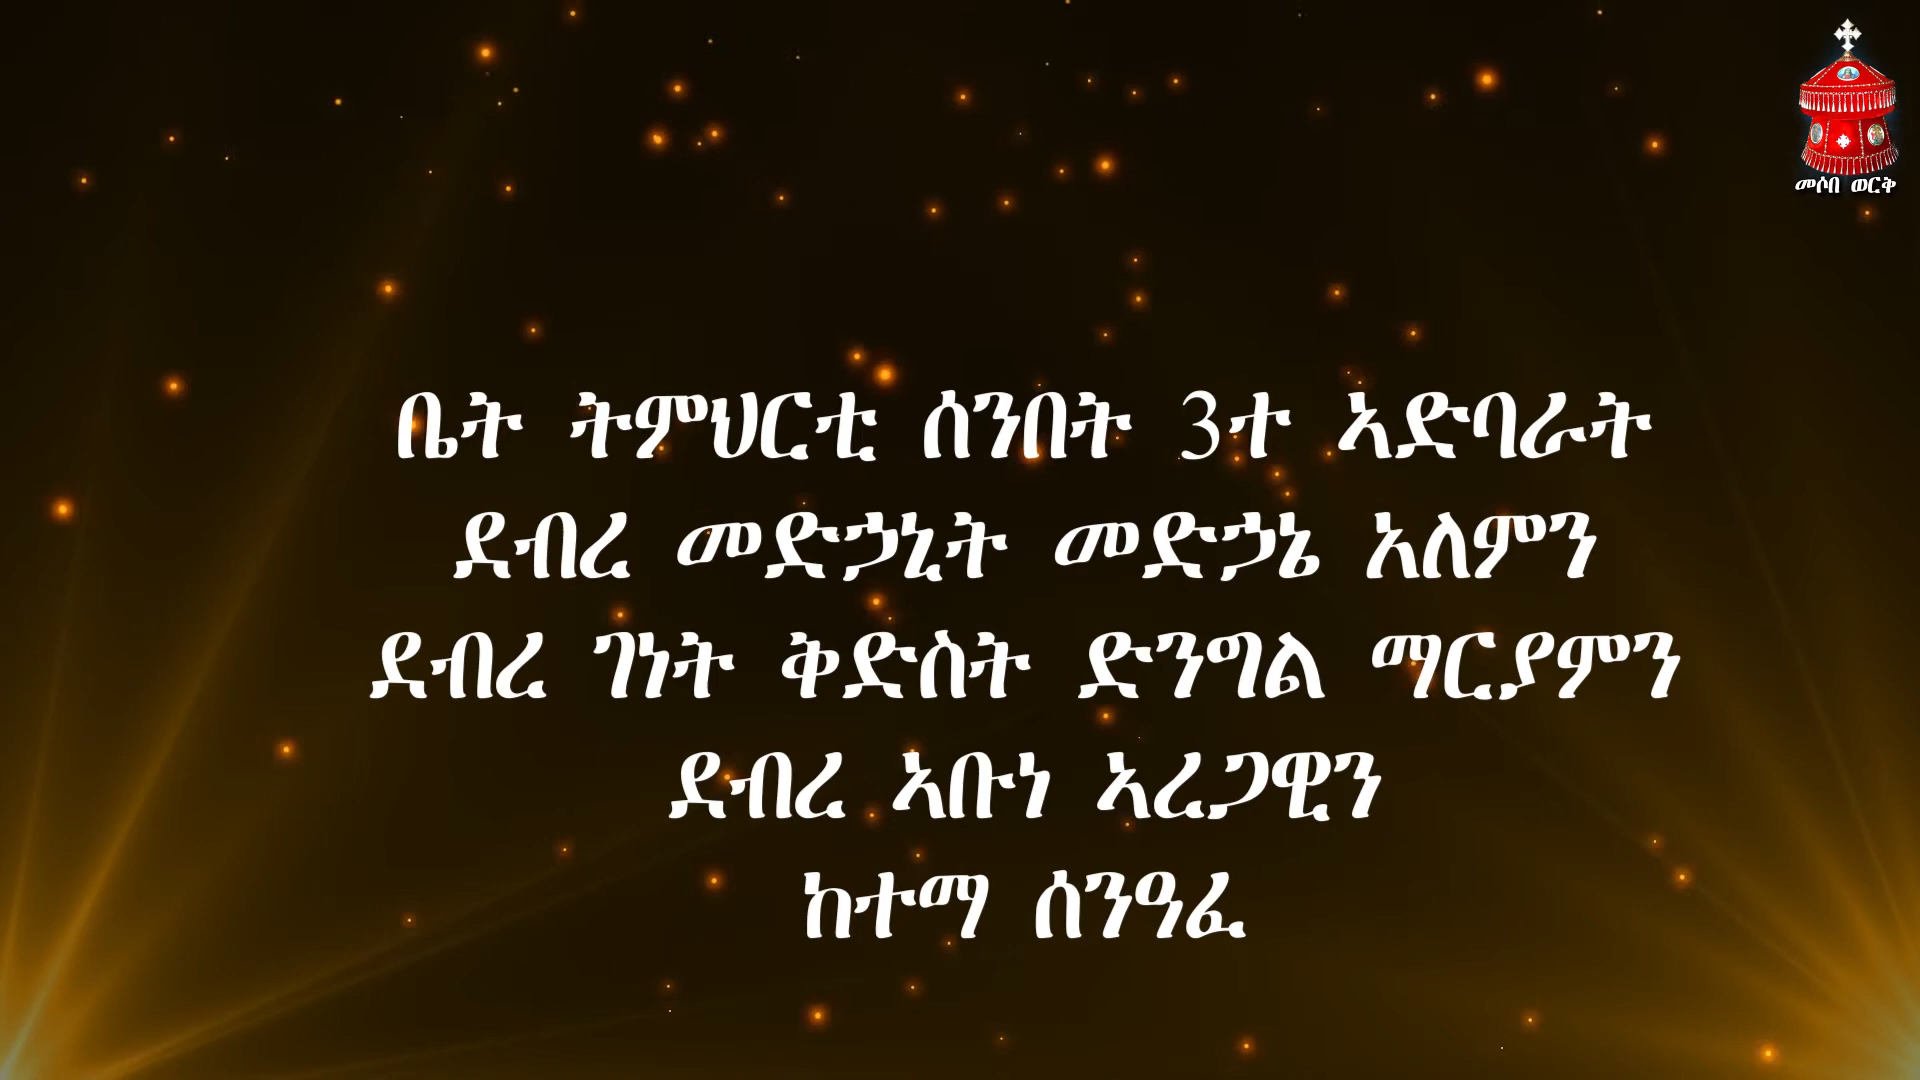 መሶበ ወርቅ
ቤት ትምህርቲ ሰንበት 3ተ ኣድባራት
ደብረ መድኃኒት መድኃኔ አለምን
ደብረ ገነት ቅድስት ድንግል ማርያምን
ደብረ ኣቡነ ኣረጋዊን
ከተማ ሰንዓፈ